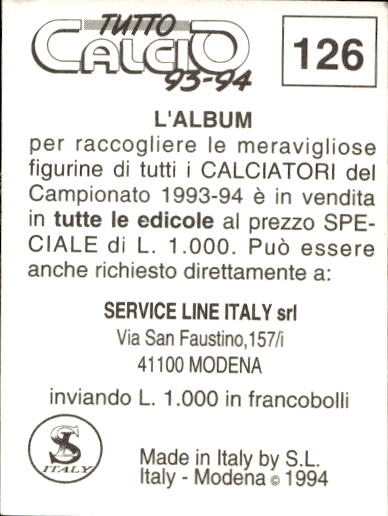 TUTTO
CALCIO
93-94
126
L'ALBUM
per raccogliere le meravigliose
figurine di tutti i CALCIATORI del
Campionato 1993-94 è in vendita
in tutte le edicole al prezzo SPE-
CIALE di L. 1.000. Può essere
anche richiesto direttamente a:
SERVICE LINE ITALY srl
Via San Faustino,157/i
41100 MODENA
inviando L. 1.000 in francobolli
SL
ITALY
Made in Italy by S.L.
Italy - Modena © 1994